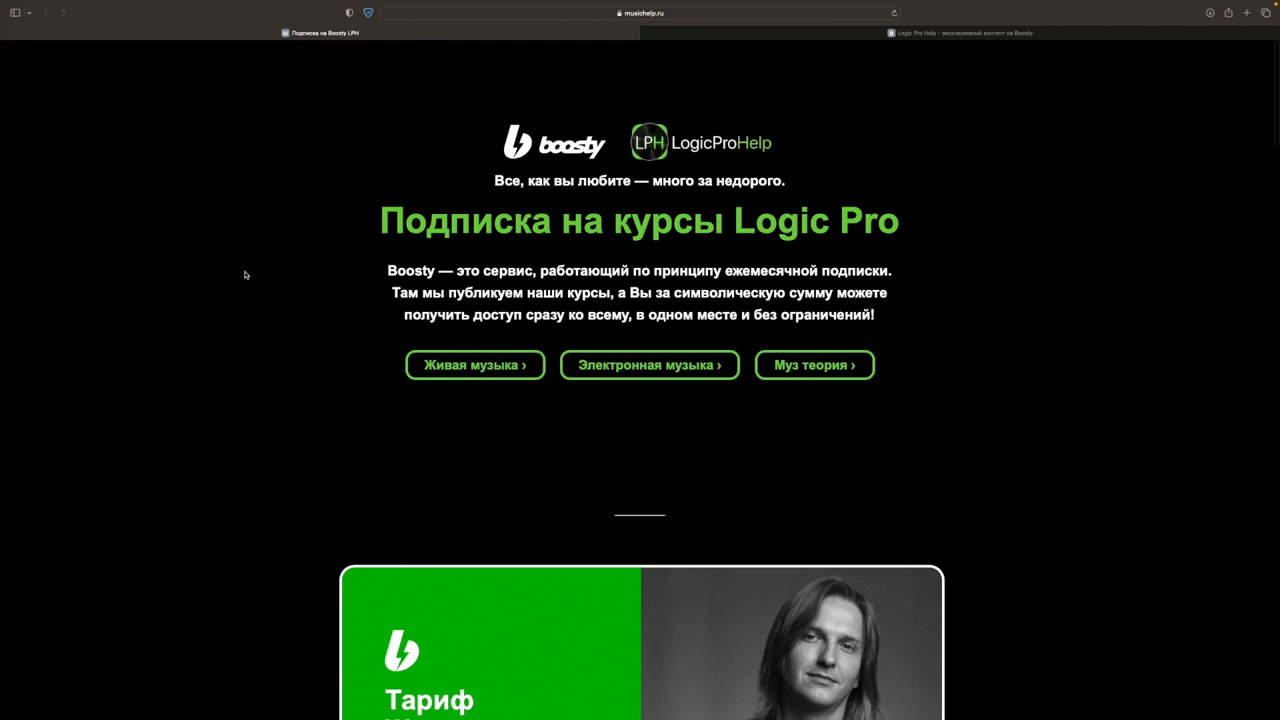 musichelp.ru
Подписка на Boosty LPH
Logic Pro Help - эксклюзивный контент на Boosty
boosty
LPH LogicProHelp
Все, как вы любите — много за недорого.
Подписка на курсы Logic Pro
Boosty — это сервис, работающий по принципу ежемесячной подписки.
Там мы публикуем наши курсы, а Вы за символическую сумму можете
получить доступ сразу ко всему, в одном месте и без ограничений!
Живая музыка ›
Электронная музыка ›
Муз теория ›
Тариф